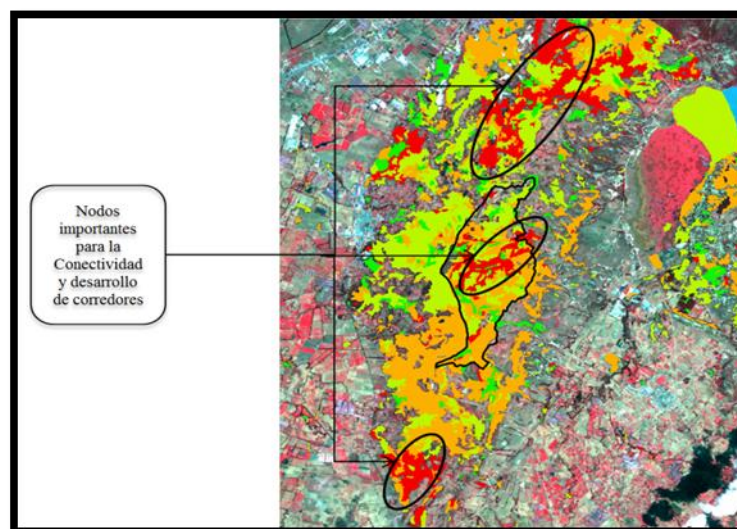 Nodos
importantes
para la
Conectividad
y desarrollo
de corredores